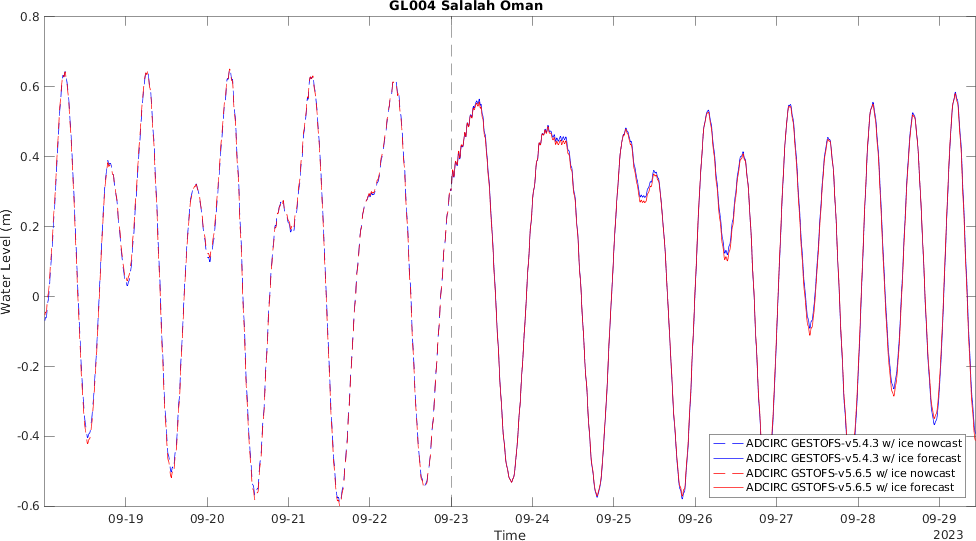 GL004 Salalah Oman
0.8
0.6
0.4
0.2
0
-0.2
-0.4
-0.6
Water Level (m)
ADCIRC GESTOFS-v5.4.3 w/ ice nowcast
ADCIRC GESTOFS-v5.4.3 w/ ice forecast
ADCIRC GSTOFS-v5.6.5 w/ ice nowcast
ADCIRC GSTOFS-v5.6.5 w/ ice forecast
09-19 09-20 09-21 09-22 09-23 09-24 09-25 09-26 09-27 09-28 09-29
Time
2023